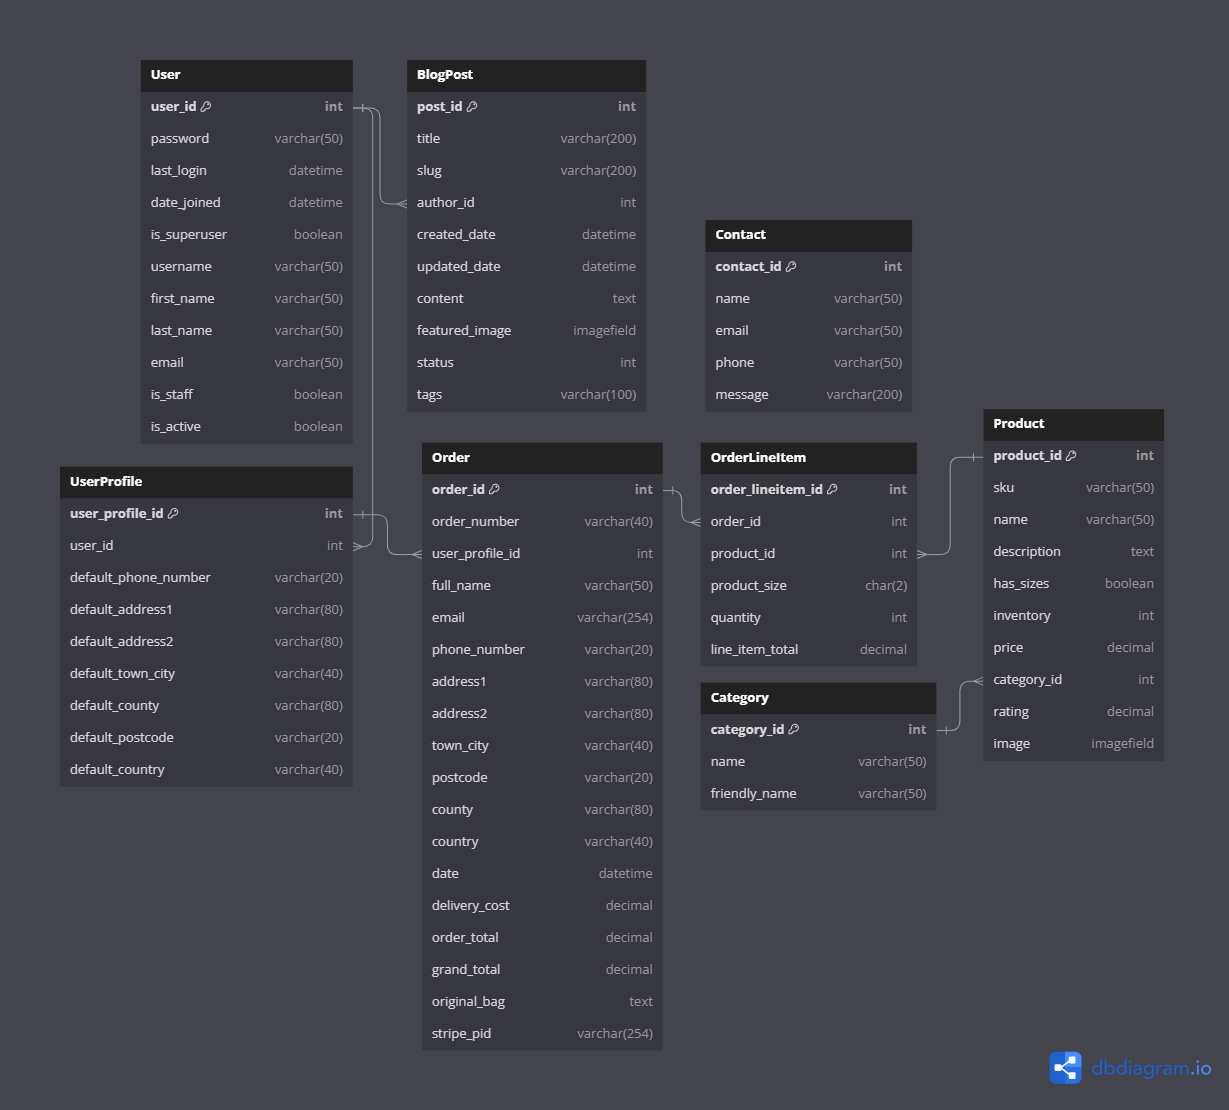 User
user_id int
password varchar(50)
last_login datetime
date_joined datetime
is_superuser boolean
username varchar(50)
first_name varchar(50)
last_name varchar(50)
email varchar(50)
is_staff boolean
is_active boolean
BlogPost
post_id int
title varchar(200)
slug varchar(200)
author_id int
created_date datetime
updated_date datetime
content text
featured_image imagefield
status int
tags varchar(100)
Contact
contact_id int
name varchar(50)
email varchar(50)
phone varchar(50)
message varchar(200)
UserProfile
user_profile_id int
user_id int
default_phone_number varchar(20)
default_address1 varchar(80)
default_address2 varchar(80)
default_town_city varchar(40)
default_county varchar(80)
default_postcode varchar(20)
default_country varchar(40)
Order
order_id int
order_number varchar(40)
user_profile_id int
full_name varchar(50)
email varchar(254)
phone_number varchar(20)
address1 varchar(80)
address2 varchar(80)
town_city varchar(40)
postcode varchar(20)
county varchar(80)
country varchar(40)
date datetime
delivery_cost decimal
order_total decimal
grand_total decimal
original_bag text
stripe_pid varchar(254)
OrderLineItem
order_lineitem_id int
order_id int
product_id int
product_size char(2)
quantity int
line_item_total decimal
Category
category_id int
name varchar(50)
friendly_name varchar(50)
Product
product_id int
sku varchar(50)
name varchar(50)
description text
has_sizes boolean
inventory int
price decimal
category_id int
rating decimal
image imagefield
dbdiagram.io